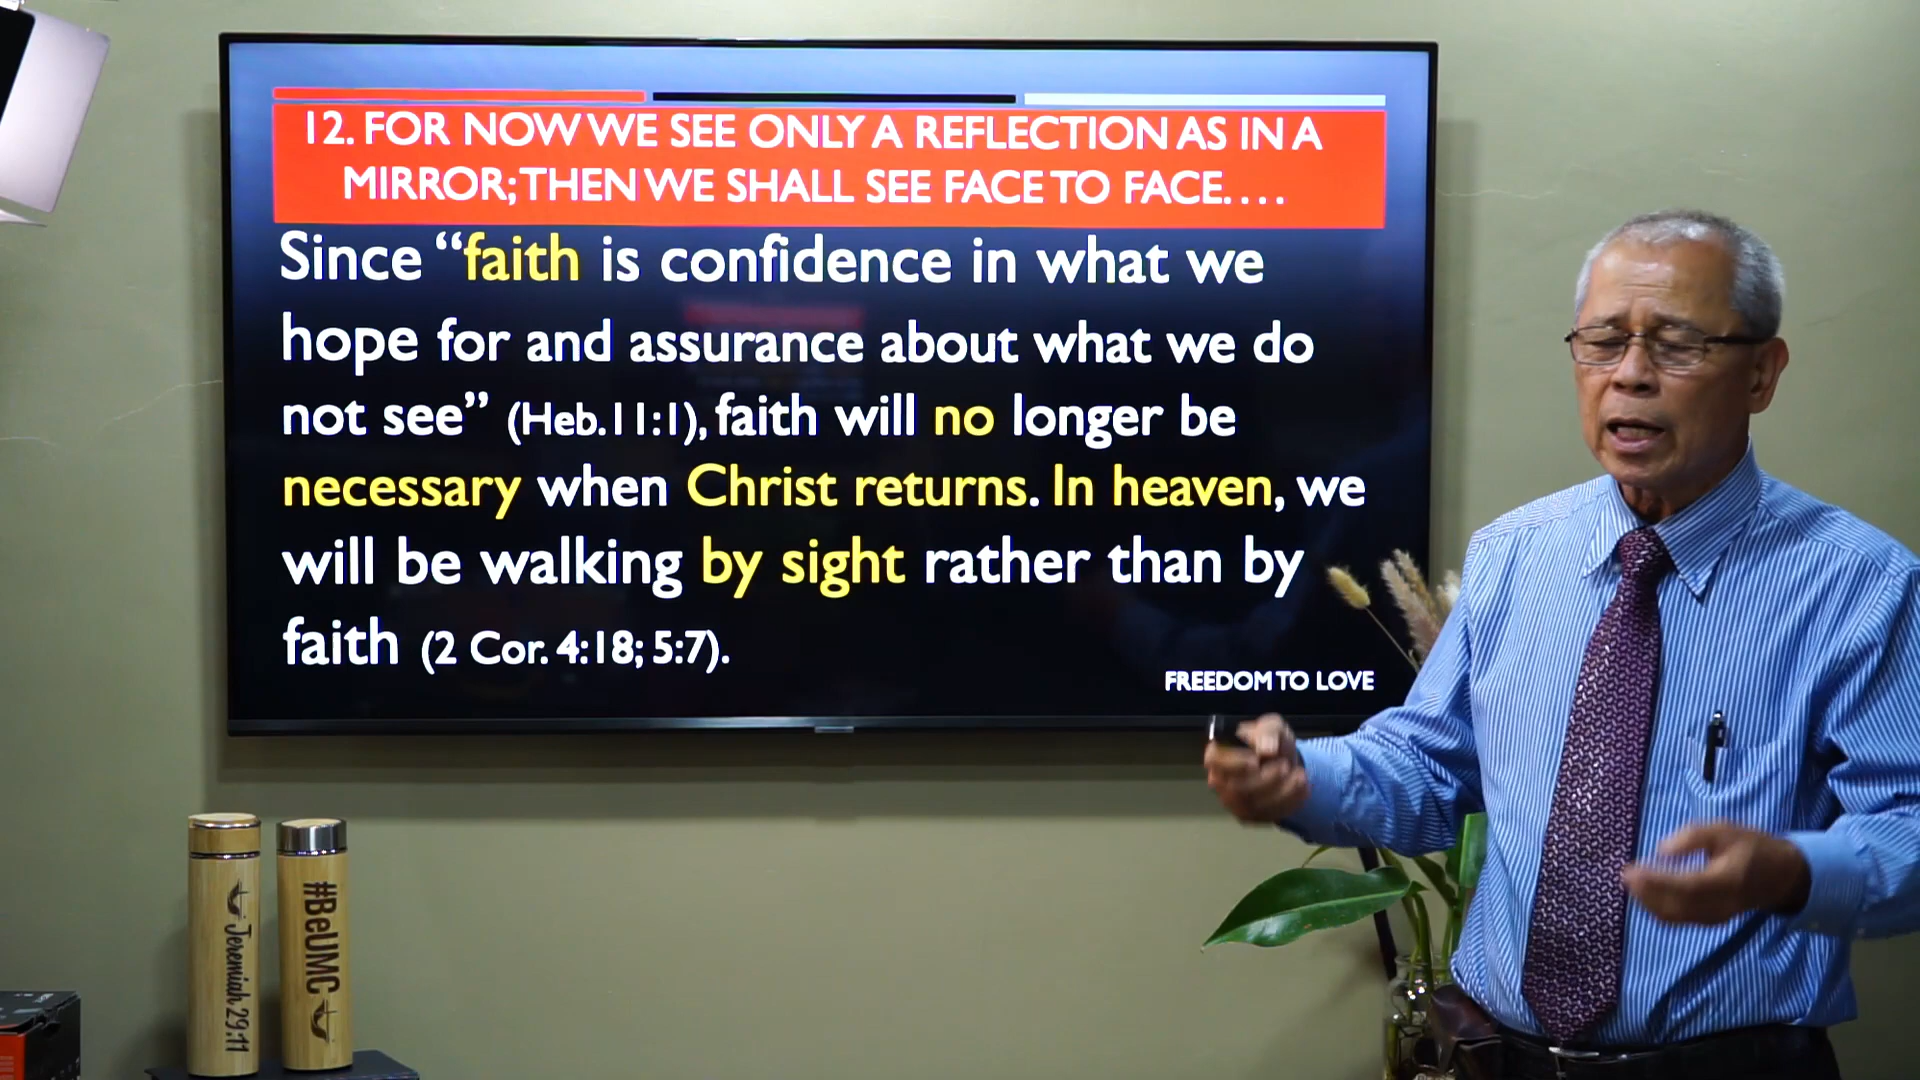 12. FOR NOW WE SEE ONLY A REFLECTION AS IN A
MIRROR; THEN WE SHALL SEE FACE TO FACE. . . .
Since “faith is confidence in what we
hope for and assurance about what we do
not see” (Heb.11:1), faith will no longer be
necessary when Christ returns. In heaven, we
will be walking by sight rather than by
faith (2 Cor. 4:18; 5:7).
FREEDOM TO LOVE
Jeremiah 29:11
#BeUMC